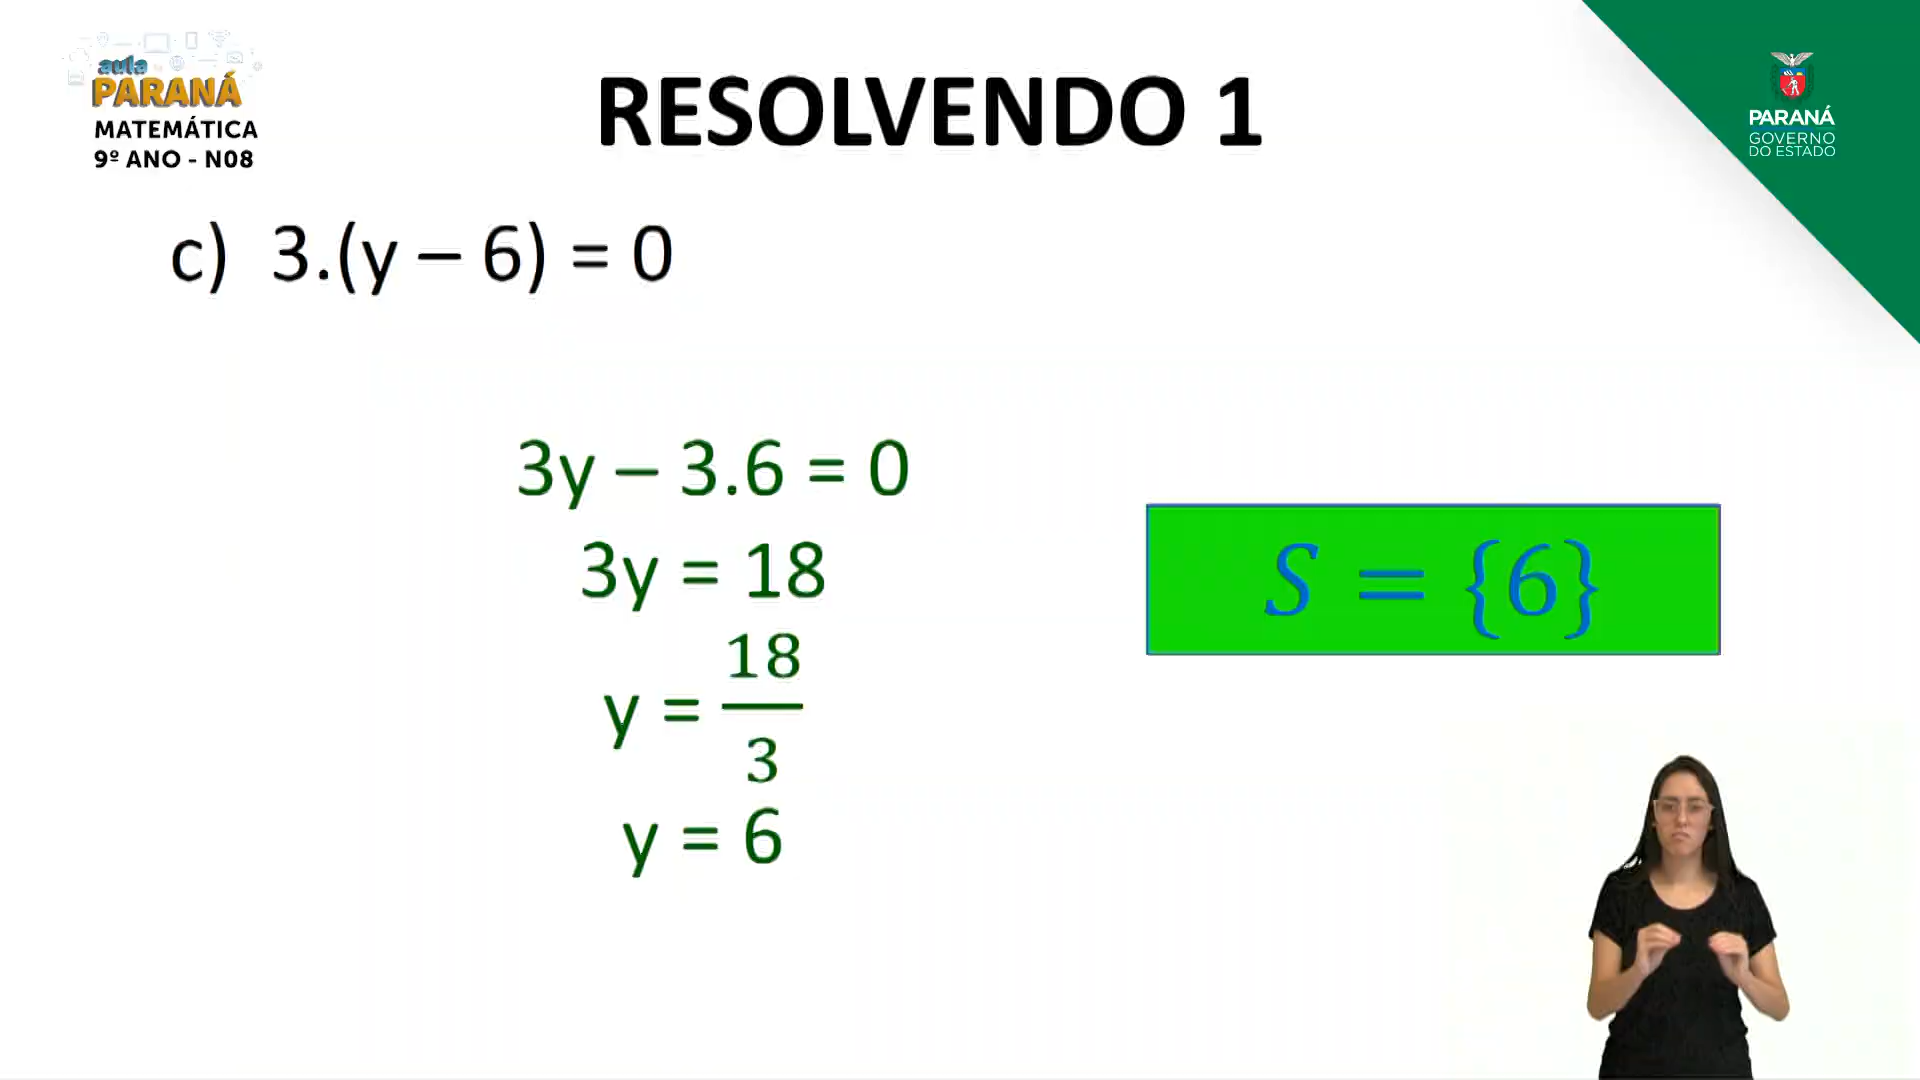 aula
PARANÁ
MATEMÁTICA
9º ANO - N08
RESOLVENDO 1
PARANÁ
GOVERNO
DO ESTADO
c) 3.(y – 6) = 0
3y – 3.6 = 0
3y = 18
y = 18/3
y = 6
S = {6}